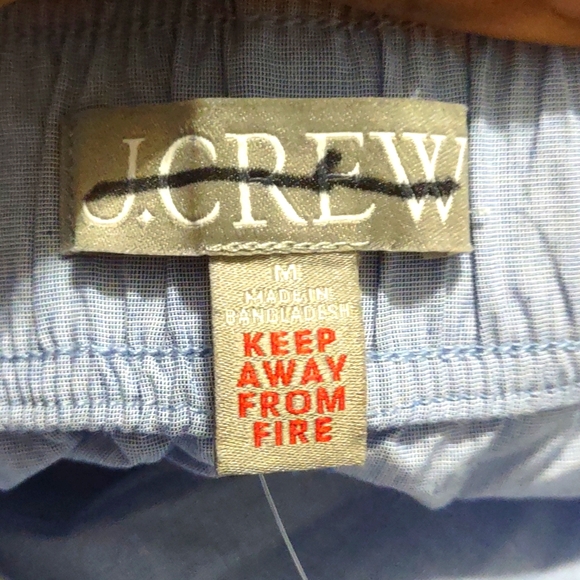 J.CREW
M
MADE IN
BANGLADESH
KEEP
AWAY
FROM
FIRE